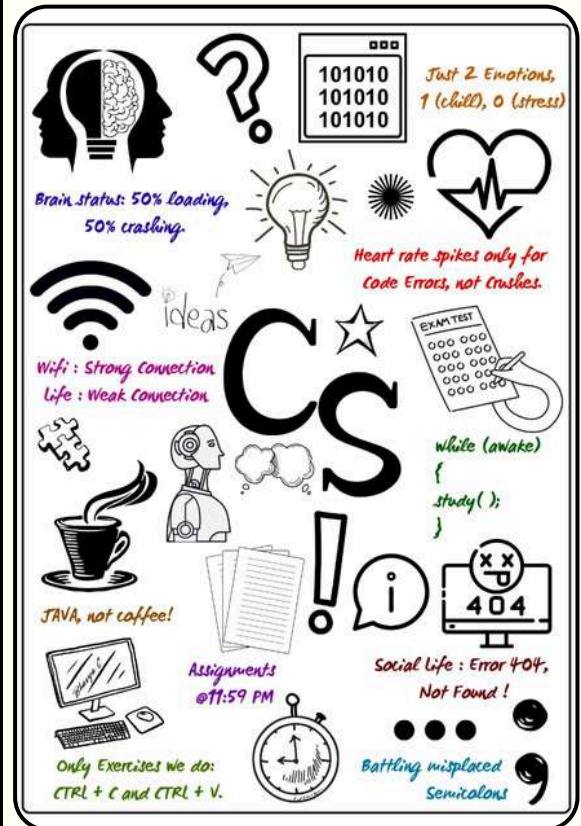 101010
101010
101010
Just 2 Emotions,
1 (chill), 0 (stress)
Brain status: 50% loading,
50% crashing.
Heart rate spikes only for
Code Errors, not Crushes.
ideas
CS
EXAM TEST
Wifi : Strong Connection
Life : Weak Connection
while (awake)
{
study( );
}
i
404
JAVA, not coffee!
Assignments
@11:59 PM
Social Life : Error 404,
Not Found !
Only Exercises we do:
CTRL + C and CTRL + V.
Battling misplaced
Semicolons